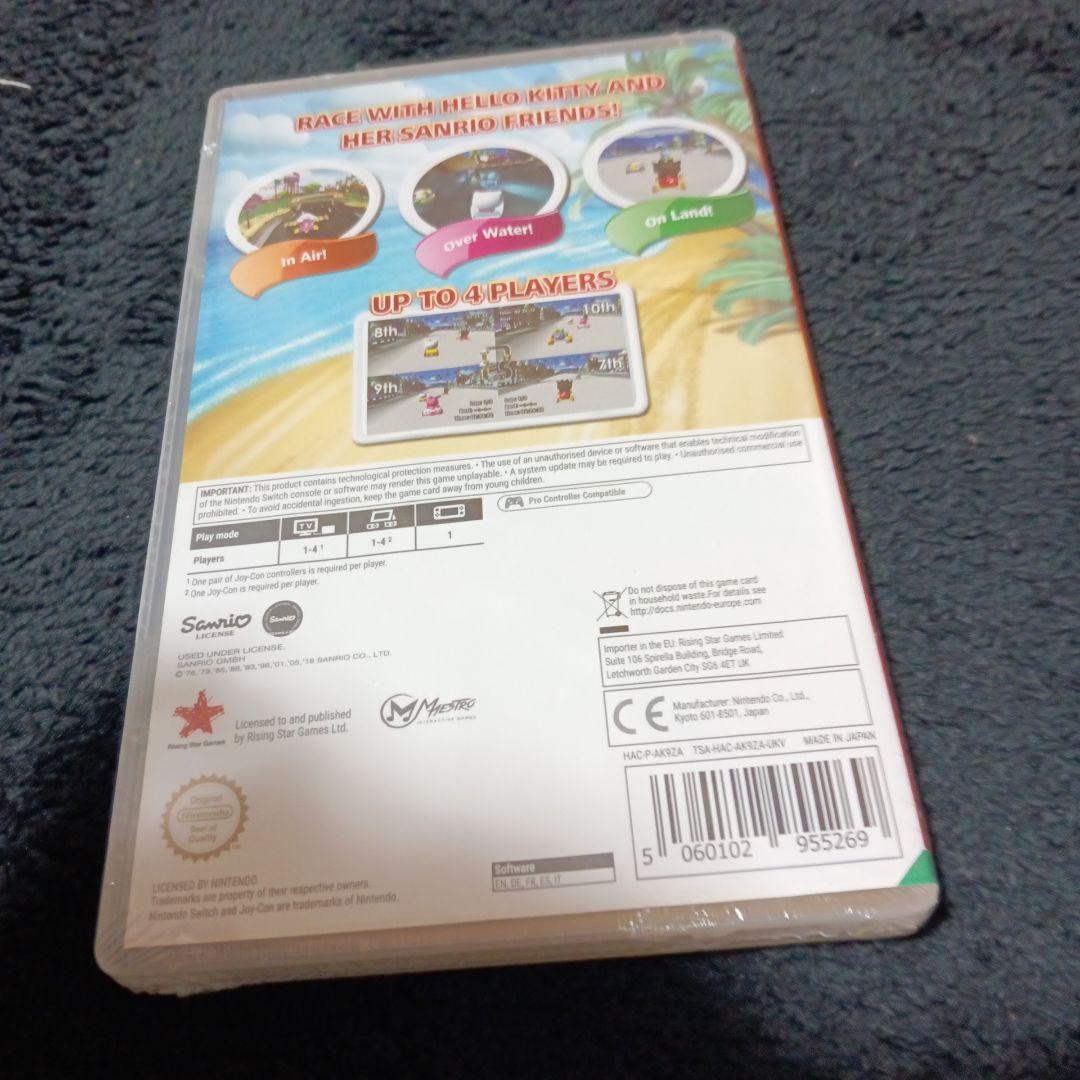 RACE WITH HELLO KITTY AND
HER SANRIO FRIENDS!
In Air!
Over Water!
On Land!
UP TO 4 PLAYERS
8th
10th
9th
7th
IMPORTANT: This product contains technological protection measures. • The use of an unauthorised device or software that enables technical modification
of the Nintendo Switch console or software may render this game unplayable. • A system update may be required to play. • Unauthorised commercial use
prohibited. • To avoid accidental ingestion, keep the game card away from young children.
Play mode
TV
Players
1-4 ¹
1-4 ²
1
Pro Controller Compatible
¹ One pair of Joy-Con controllers is required per player.
² One Joy-Con is required per player.
Sanrio
LICENSE
Sanrio
USED UNDER LICENSE.
SANRIO GMBH
© '76,'79,'85,'88,'93,'96,'01,'05,'18 SANRIO CO., LTD.
Do not dispose of this game card
in household waste.For details see
http://docs.nintendo-europe.com
Importer in the EU: Rising Star Games Limited
Suite 106 Spirella Building, Bridge Road,
Letchworth Garden City SG6 4ET UK
Rising Star Games
Licensed to and published
by Rising Star Games Ltd.
MAESTRO
INTERACTIVE GAMES
CE
Manufacturer: Nintendo Co., Ltd.,
Kyoto 601-8501, Japan
HAC-P-AK9ZA TSA-HAC-AK9ZA-UKV MADE IN JAPAN
5 060102 955269
Original
Nintendo
Seal of
Quality
TM
Software
EN, DE, FR, ES, IT
LICENSED BY NINTENDO
Trademarks are property of their respective owners.
Nintendo Switch and Joy-Con are trademarks of Nintendo.